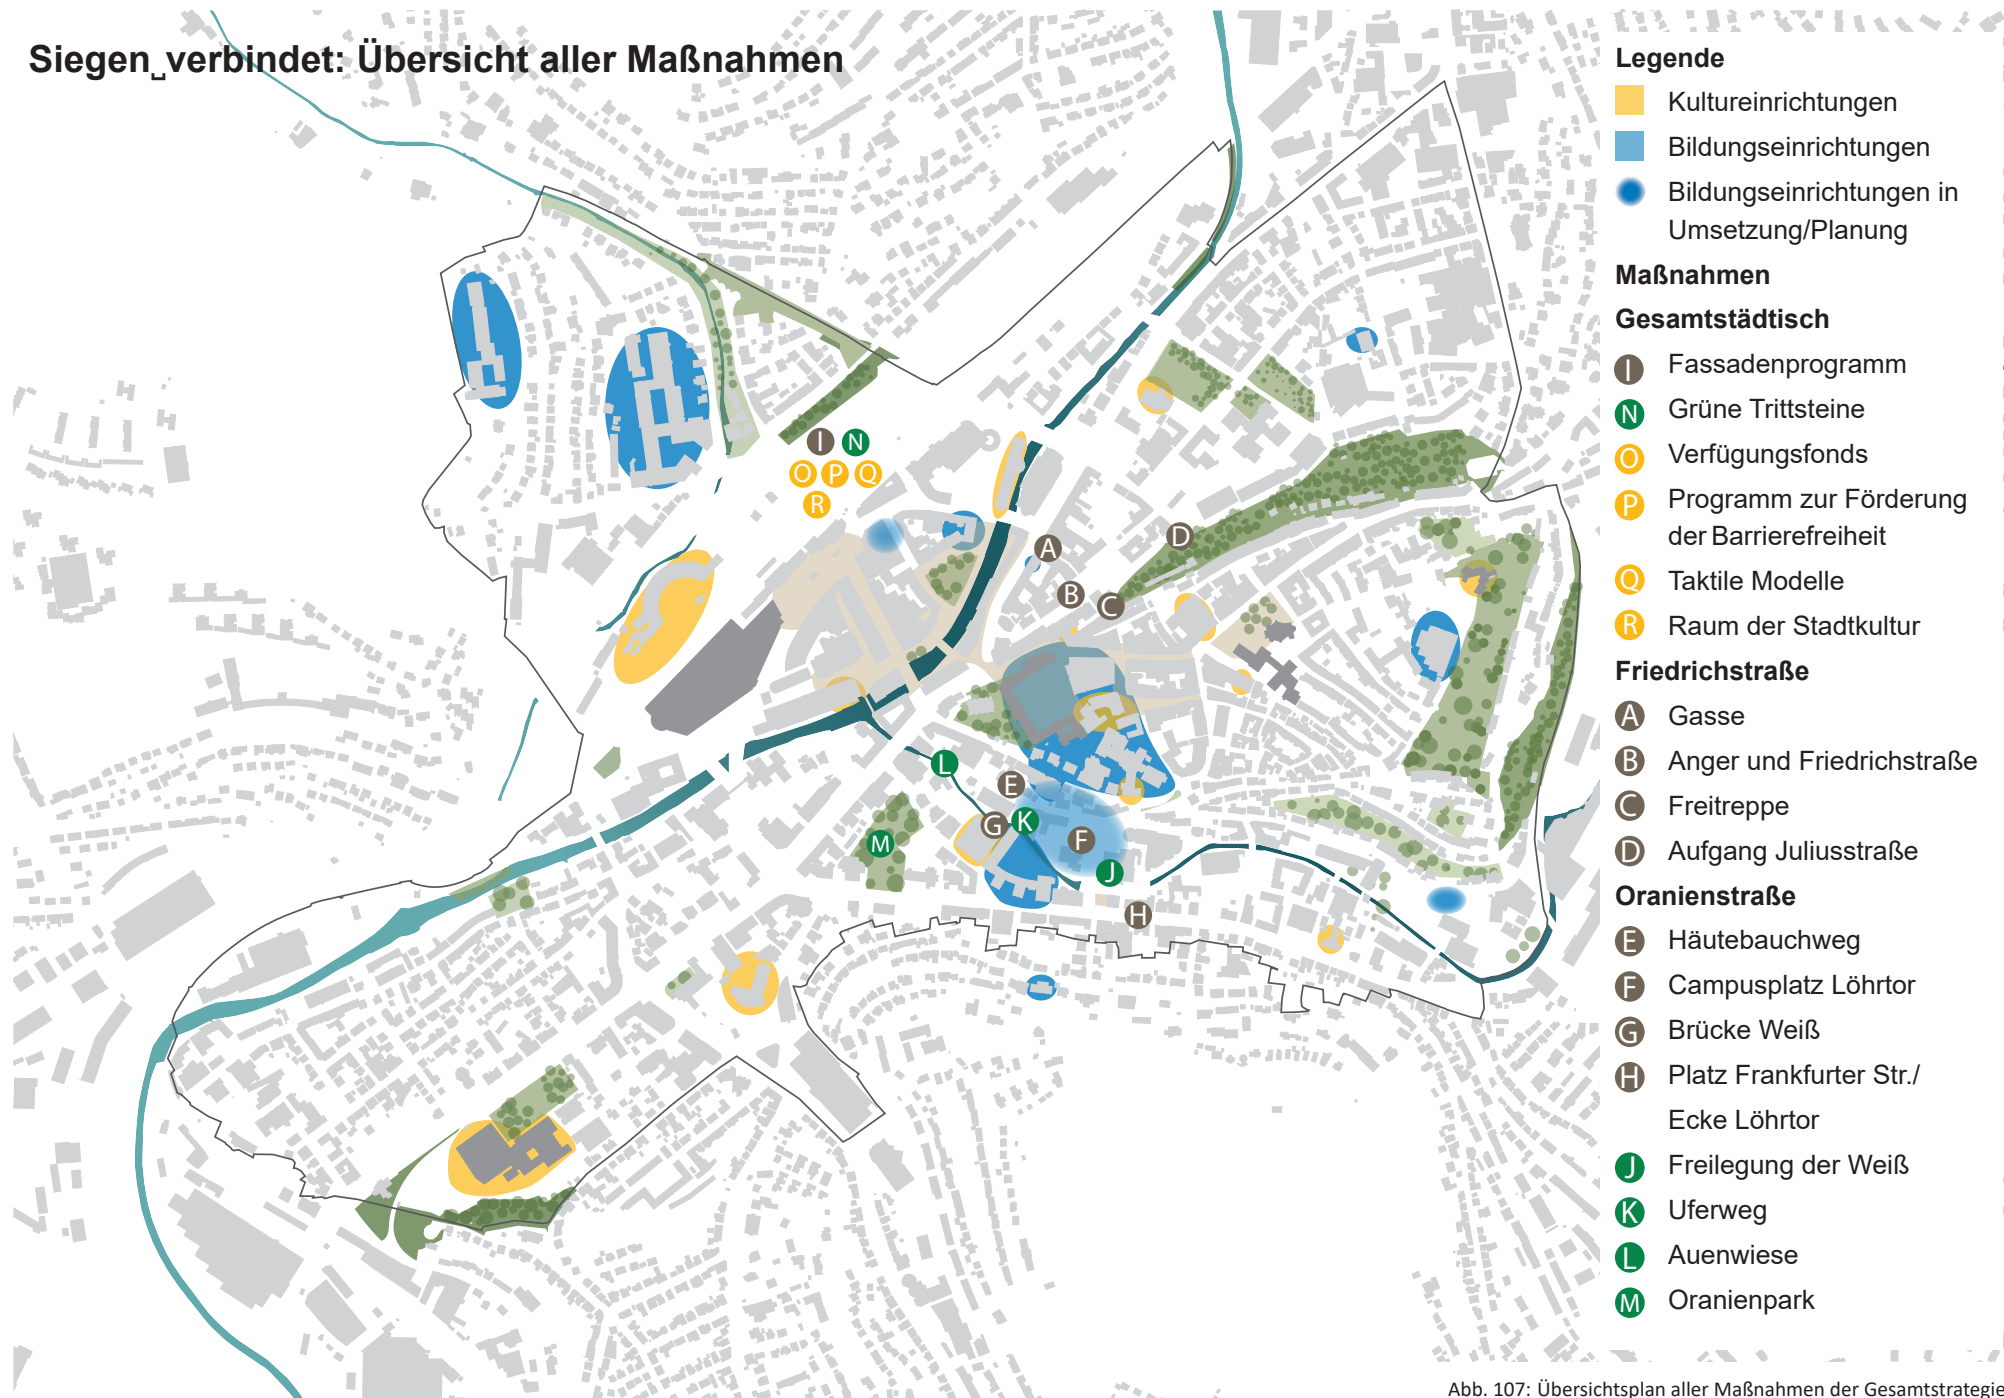 Siegen␣verbindet: Übersicht aller Maßnahmen
Legende
Kultureinrichtungen
Bildungseinrichtungen
Bildungseinrichtungen in
Umsetzung/Planung
Maßnahmen
Gesamtstädtisch
I Fassadenprogramm
N Grüne Trittsteine
O Verfügungsfonds
P Programm zur Förderung
der Barrierefreiheit
Q Taktile Modelle
R Raum der Stadtkultur
Friedrichstraße
A Gasse
B Anger und Friedrichstraße
C Freitreppe
D Aufgang Juliusstraße
Oranienstraße
E Häutebauchweg
F Campusplatz Löhrtor
G Brücke Weiß
H Platz Frankfurter Str./
Ecke Löhrtor
J Freilegung der Weiß
K Uferweg
L Auenwiese
M Oranienpark
I N
O P Q
R
A
D
B
C
L
E
G K
F
M
J
H
Abb. 107: Übersichtsplan aller Maßnahmen der Gesamtstrategie